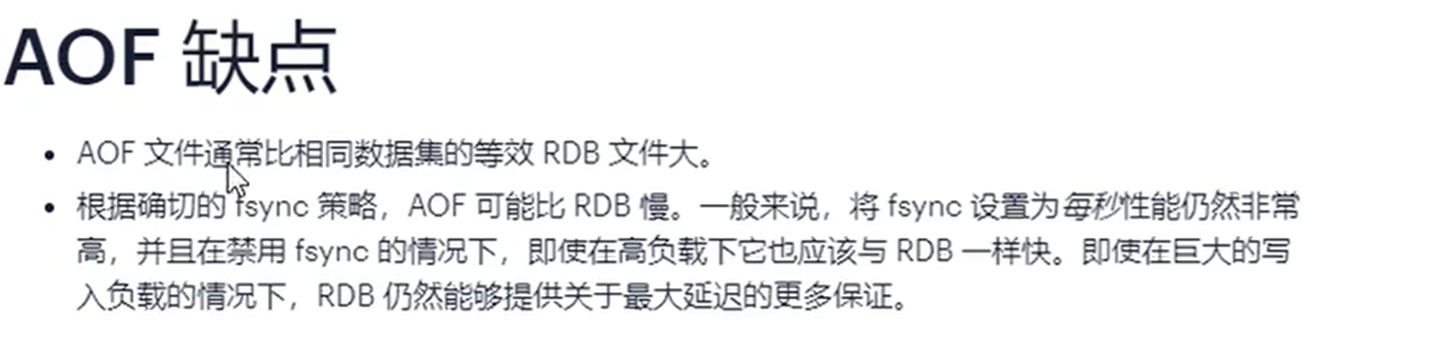 AOF 缺点
• AOF 文件通常比相同数据集的等效 RDB 文件大。
• 根据确切的 fsync 策略，AOF 可能比 RDB 慢。一般来说，将 fsync 设置为每秒性能仍然非常
高，并且在禁用 fsync 的情况下，即使在高负载下它也应该与 RDB 一样快。即使在巨大的写
入负载的情况下，RDB 仍然能够提供关于最大延迟的更多保证。